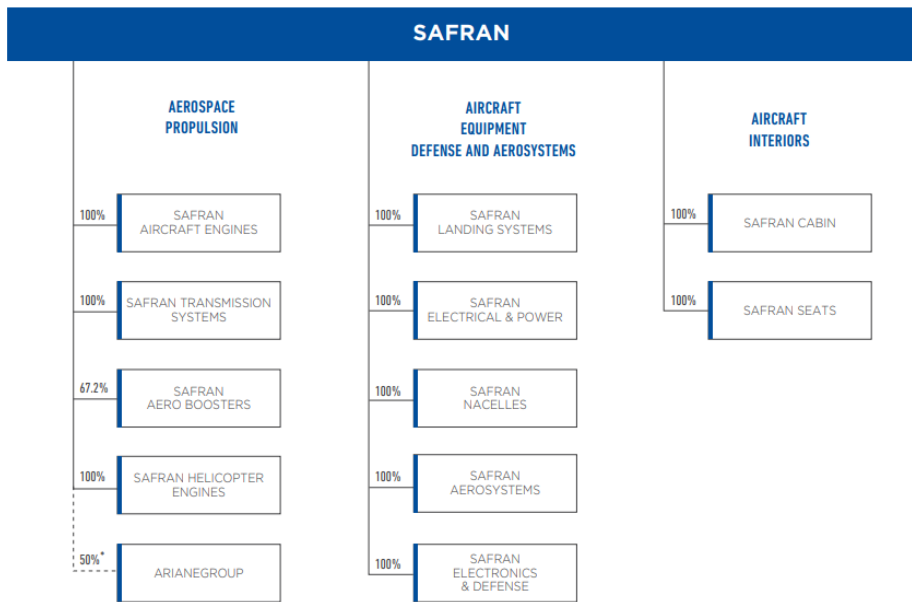 SAFRAN
AEROSPACE
PROPULSION
100%
SAFRAN
AIRCRAFT ENGINES
100%
SAFRAN TRANSMISSION
SYSTEMS
67.2%
SAFRAN
AERO BOOSTERS
100%
SAFRAN HELICOPTER
ENGINES
50%*
ARIANEGROUP
AIRCRAFT
EQUIPMENT
DEFENSE AND AEROSYSTEMS
100%
SAFRAN
LANDING SYSTEMS
100%
SAFRAN
ELECTRICAL & POWER
100%
SAFRAN
NACELLES
100%
SAFRAN
AEROSYSTEMS
100%
SAFRAN
ELECTRONICS
& DEFENSE
AIRCRAFT
INTERIORS
100%
SAFRAN CABIN
100%
SAFRAN SEATS